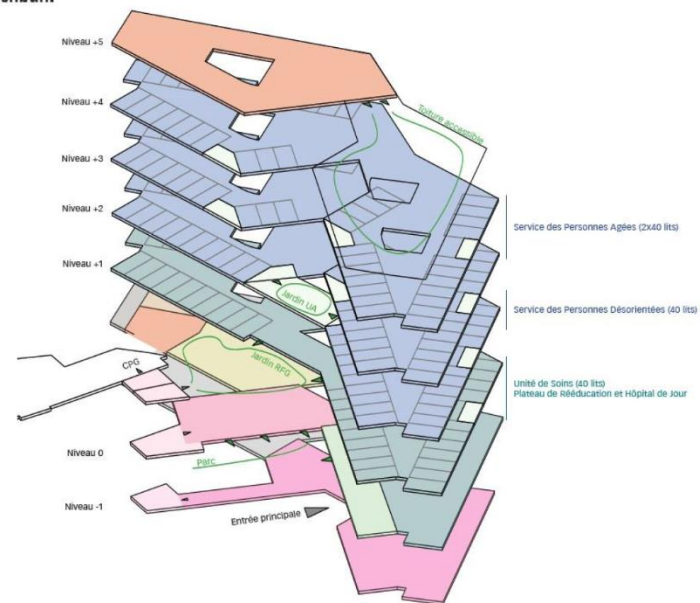 Niveau +5
Niveau +4
Toiture accessible
Niveau +3
Niveau +2
Service des Personnes Agées (2x40 lits)
Niveau +1
Jardin UA
Service des Personnes Désorientées (40 lits)
CPG
Jardin RFG
Unité de Soins (40 lits)
Plateau de Rééducation et Hôpital de Jour
Niveau 0
Parc
Niveau -1
Entrée principale